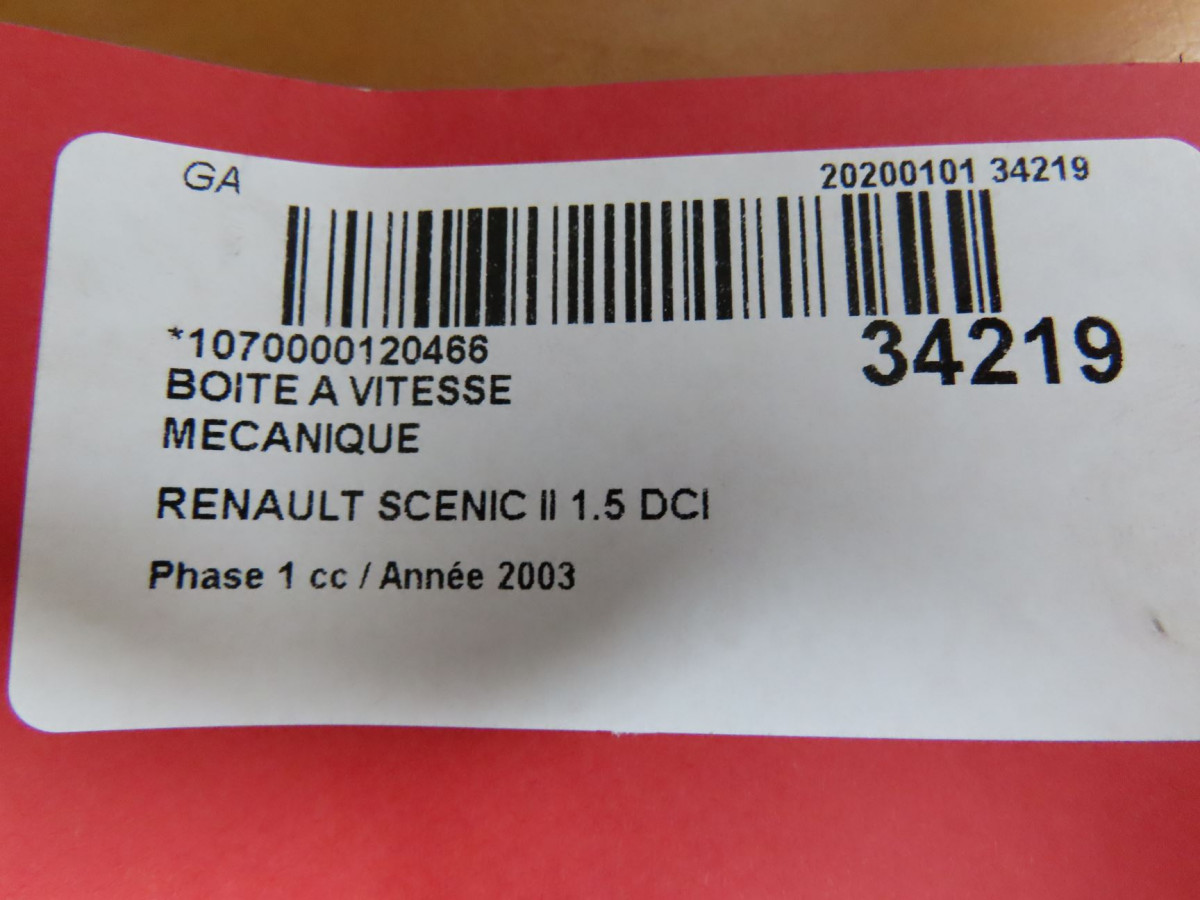 GA
20200101 34219
*1070000120466
34219
BOITE A VITESSE
MECANIQUE
RENAULT SCENIC II 1.5 DCI
Phase 1 cc / Année 2003